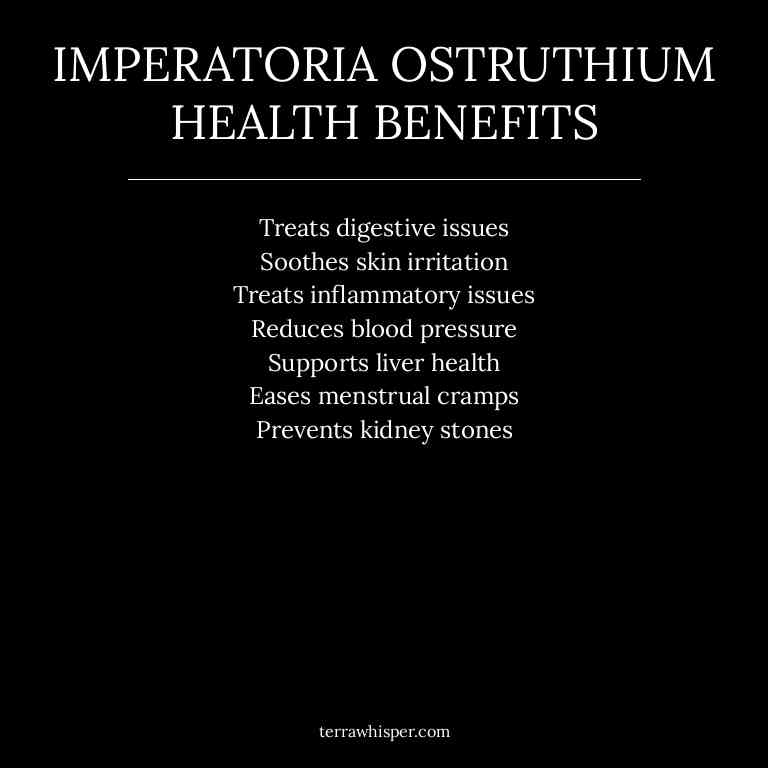 IMPERATORIA OSTRUTHIUM
HEALTH BENEFITS
Treats digestive issues
Soothes skin irritation
Treats inflammatory issues
Reduces blood pressure
Supports liver health
Eases menstrual cramps
Prevents kidney stones
terrawhisper.com